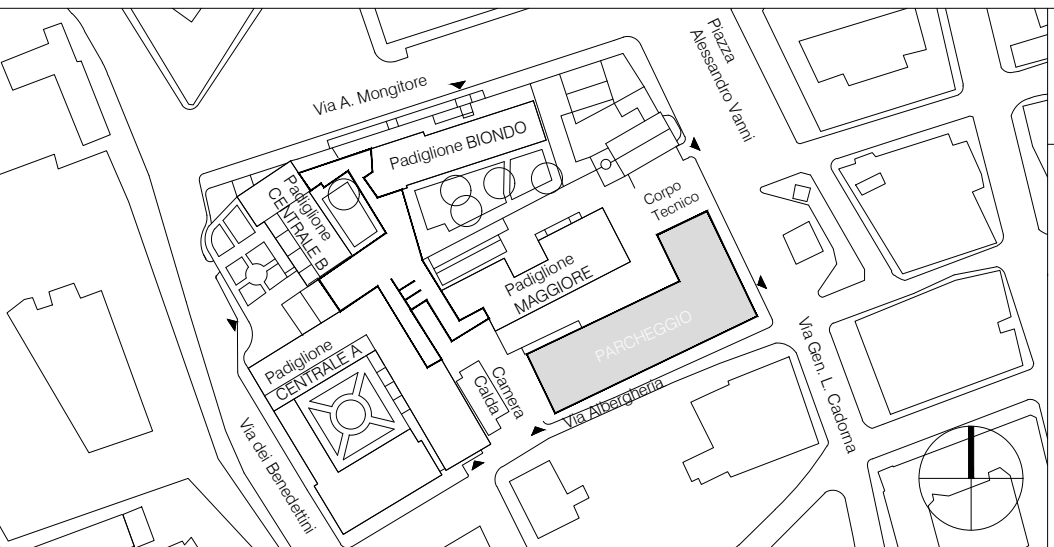 Via A. Mongitore
Piazza
Alessandro Vanni
Padiglione BIONDO
Padiglione
CENTRALE B
Corpo
Tecnico
Padiglione
MAGGIORE
PARCHEGGIO
Padiglione
CENTRALE A
Camera
Calda
Via Albergheria
Via Gen. L. Cadorna
Via dei Benedettini